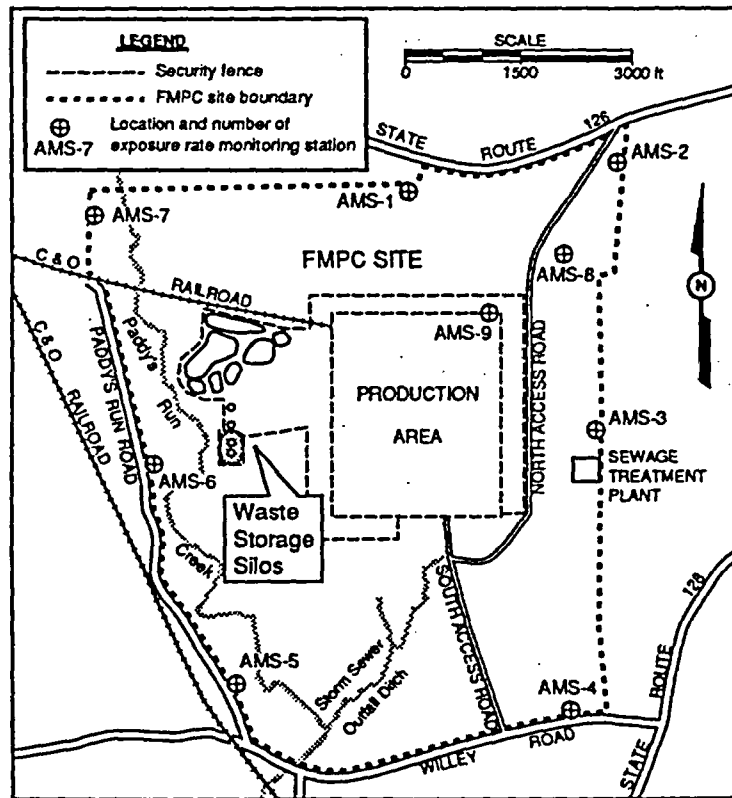 LEGEND
Security fence
FMPC site boundary
Location and number of
AMS-7 exposure rate monitoring station
SCALE
0 1500 3000 ft
STATE ROUTE 126
AMS-2
AMS-1
AMS-7
FMPC SITE
AMS-8
N
C & O RAILROAD
AMS-9
C & O RAILROAD
PADDY'S RUN ROAD
Paddy's Run Creek
PRODUCTION
AREA
NORTH ACCESS ROAD
AMS-3
SEWAGE
TREATMENT
PLANT
AMS-6
Waste
Storage
Silos
SOUTH ACCESS ROAD
Storm Sewer
Outfall Ditch
AMS-5
AMS-4
WILLEY ROAD
STATE ROUTE 128